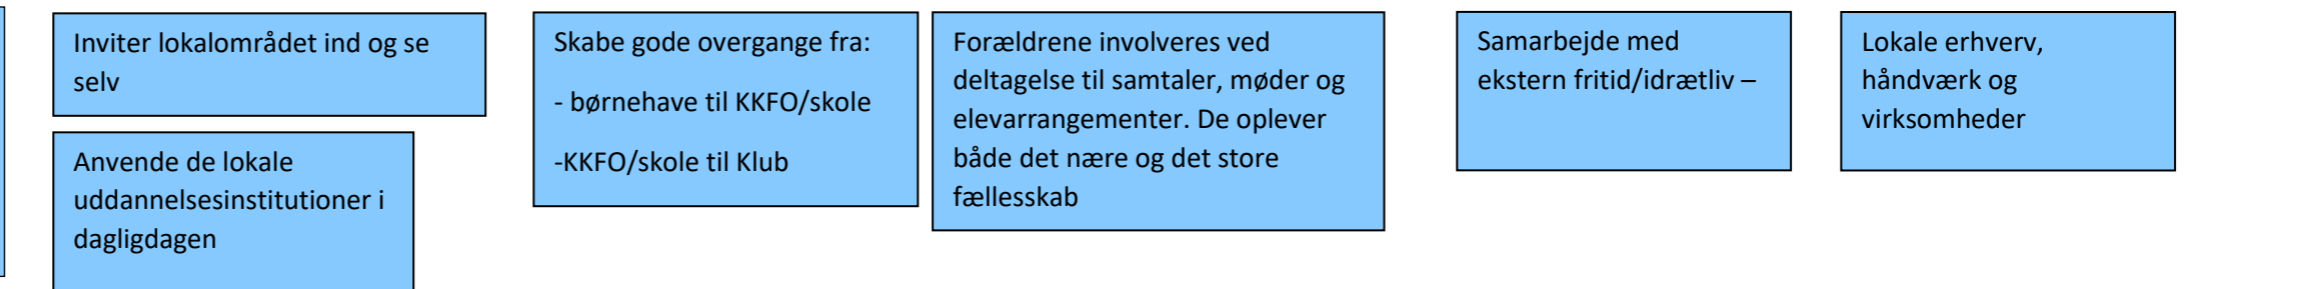 Inviter lokalområdet ind og se
selv
Anvende de lokale
uddannelsesinstitutioner i
dagligdagen
Skabe gode overgange fra:
- børnehave til KKFO/skole
-KKFO/skole til Klub
Forældrene involveres ved
deltagelse til samtaler, møder og
elevarrangementer. De oplever
både det nære og det store
fællesskab
Samarbejde med
ekstern fritid/idrætliv –
Lokale erhverv,
håndværk og
virksomheder